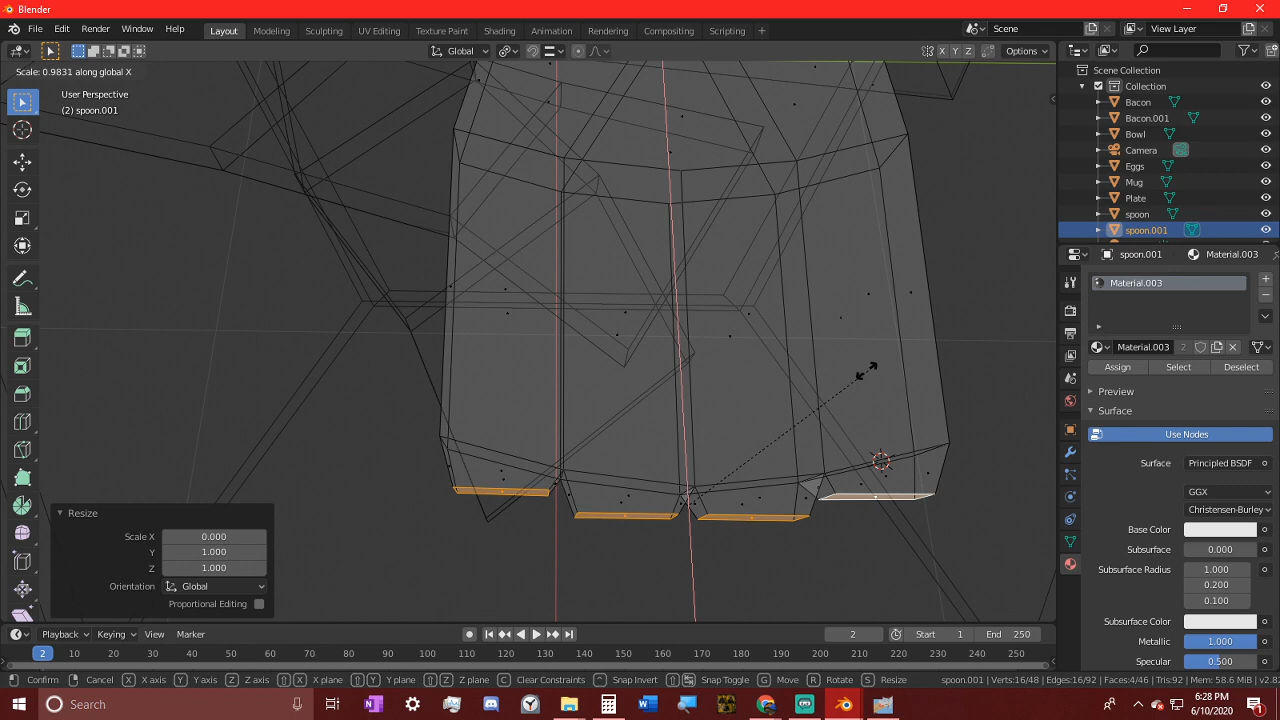 Blender
File Edit Render Window Help Layout Modeling Sculpting UV Editing Texture Paint Shading Animation Rendering Compositing Scripting + Scene View Layer
Global X Y Z Options
Scale: 0.9831 along global X
User Perspective
(2) spoon.001
Scene Collection
Collection
Bacon
Bacon.001
Bowl
Camera
Eggs
Mug
Plate
spoon
spoon.001
spoon.001 Material.003
Material.003
Material.003 2
Assign Select Deselect
Preview
Surface
Use Nodes
Surface Principled BSDF
GGX
Christensen-Burley
Base Color
Subsurface 0.000
Subsurface Radius 1.000
0.200
0.100
Subsurface Color
Metallic 1.000
Specular 0.500
Resize
Scale X 0.000
Y 1.000
Z 1.000
Orientation Global
Proportional Editing
Playback Keying View Marker 2 Start 1 End 250
2 10 20 30 40 50 60 70 80 90 100 110 120 130 140 150 160 170 180 190 200 210 220 230 240 250
Confirm Cancel X X axis Y Y axis Z Z axis X X plane Y Y plane Z Z plane C Clear Constraints Snap Invert Snap Toggle G Move R Rotate S Resize spoon.001 | Verts:16/48 | Edges:16/92 | Faces:4/46 | Tris:92 | Mem: 58.6 MiB | v2.82
Search
6:28 PM
6/10/2020